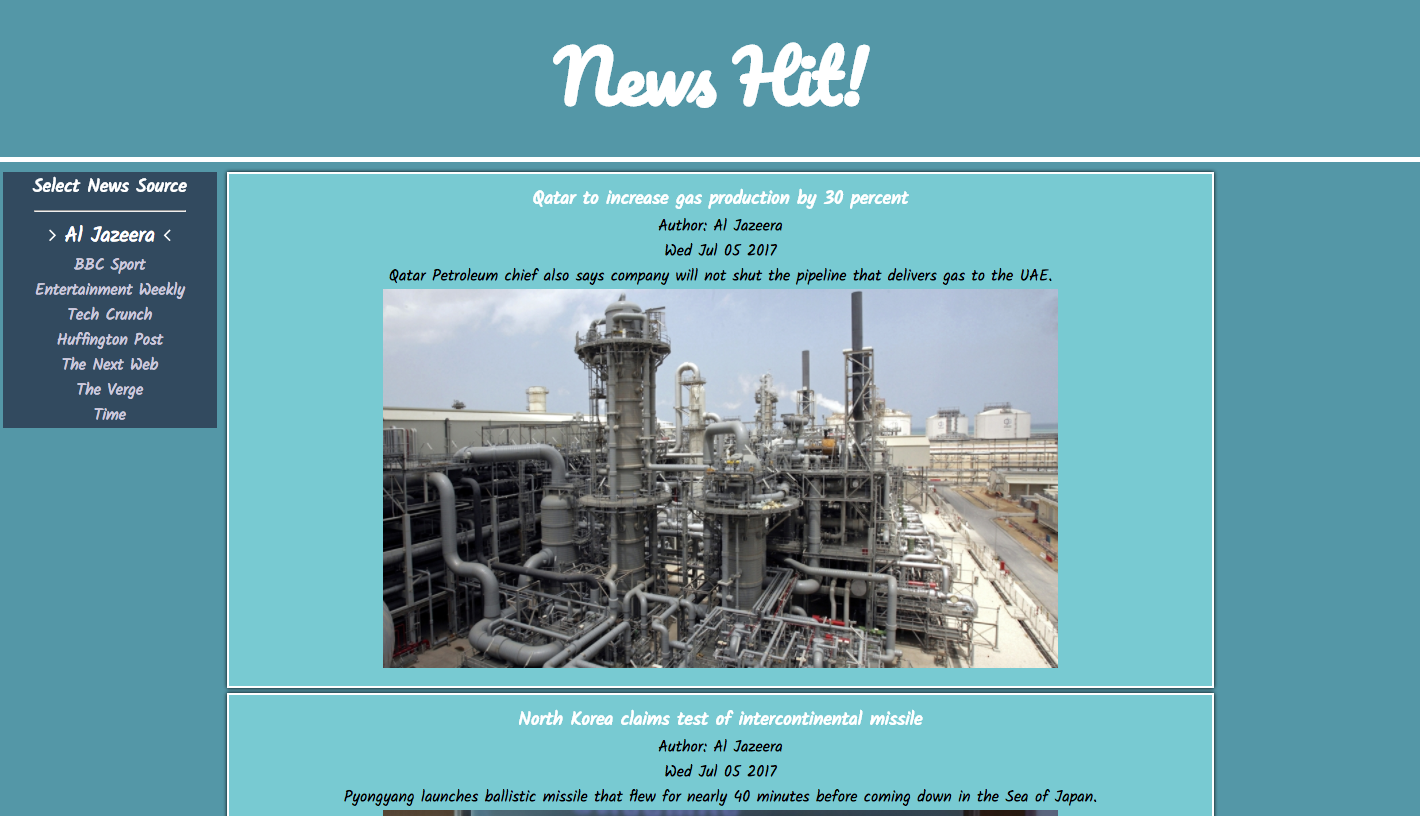 News Hit!
Select News Source
> Al Jazeera <
BBC Sport
Entertainment Weekly
Tech Crunch
Huffington Post
The Next Web
The Verge
Time
Qatar to increase gas production by 30 percent
Author: Al Jazeera
Wed Jul 05 2017
Qatar Petroleum chief also says company will not shut the pipeline that delivers gas to the UAE.
North Korea claims test of intercontinental missile
Author: Al Jazeera
Wed Jul 05 2017
Pyongyang launches ballistic missile that flew for nearly 40 minutes before coming down in the Sea of Japan.